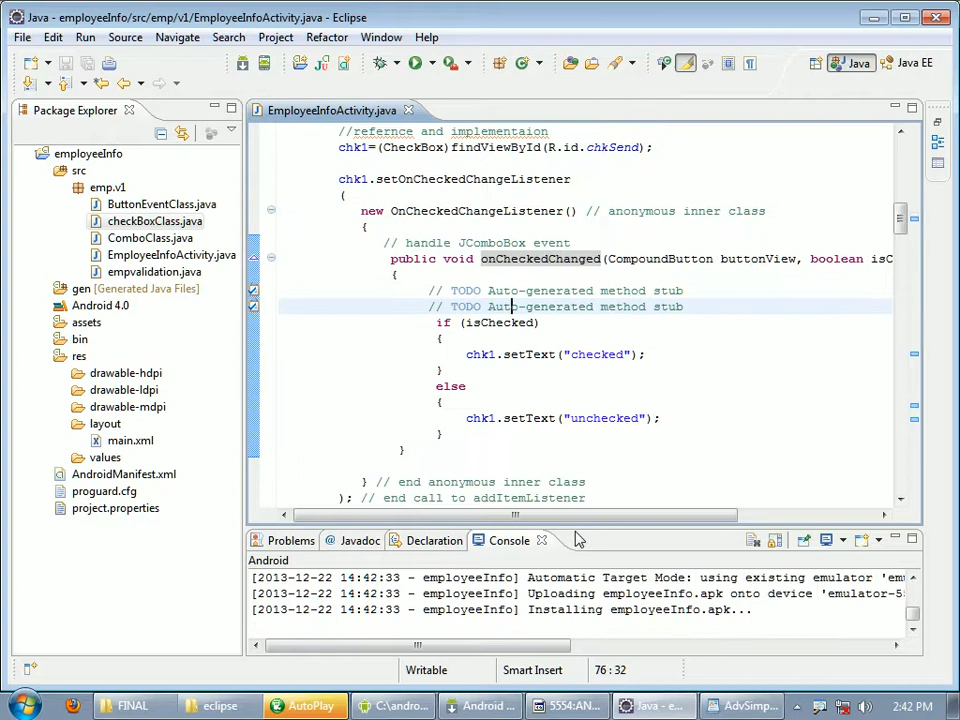 Java - employeeInfo/src/emp/v1/EmployeeInfoActivity.java - Eclipse
File Edit Run Source Navigate Search Project Refactor Window Help
Java
Java EE
Package Explorer
EmployeeInfoActivity.java
employeeInfo
src
emp.v1
ButtonEventClass.java
checkBoxClass.java
ComboClass.java
EmployeeInfoActivity.java
empvalidation.java
gen [Generated Java Files]
Android 4.0
assets
bin
res
drawable-hdpi
drawable-ldpi
drawable-mdpi
layout
main.xml
values
AndroidManifest.xml
proguard.cfg
project.properties
//refernce and implementaion
chk1=(CheckBox)findViewById(R.id.chkSend);
chk1.setOnCheckedChangeListener
(
new OnCheckedChangeListener() // anonymous inner class
{
// handle JComboBox event
public void onCheckedChanged(CompoundButton buttonView, boolean isC
{
// TODO Auto-generated method stub
// TODO Auto-generated method stub
if (isChecked)
{
chk1.setText("checked");
}
else
{
chk1.setText("unchecked");
}
}
} // end anonymous inner class
); // end call to addItemListener
Problems @ Javadoc Declaration Console
Android
[2013-12-22 14:42:33 - employeeInfo] Automatic Target Mode: using existing emulator 'emu
[2013-12-22 14:42:33 - employeeInfo] Uploading employeeInfo.apk onto device 'emulator-5
[2013-12-22 14:42:33 - employeeInfo] Installing employeeInfo.apk...
Writable Smart Insert 76 : 32
FINAL eclipse AutoPlay C:\andro... Android ... 5554:AN... Java - e... AdvSimp... 2:42 PM